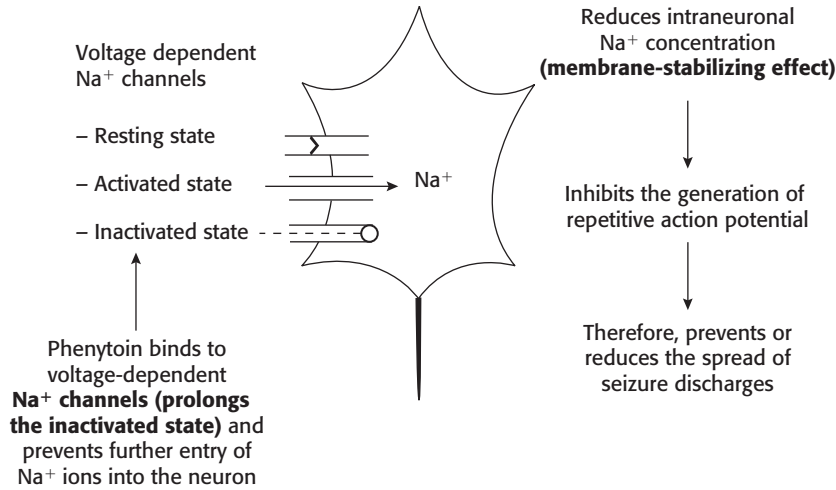 Voltage dependent
Na+ channels
– Resting state
– Activated state
– Inactivated state
Phenytoin binds to
voltage-dependent
Na+ channels (prolongs
the inactivated state) and
prevents further entry of
Na+ ions into the neuron
Na+
Reduces intraneuronal
Na+ concentration
(membrane-stabilizing effect)
Inhibits the generation of
repetitive action potential
Therefore, prevents or
reduces the spread of
seizure discharges